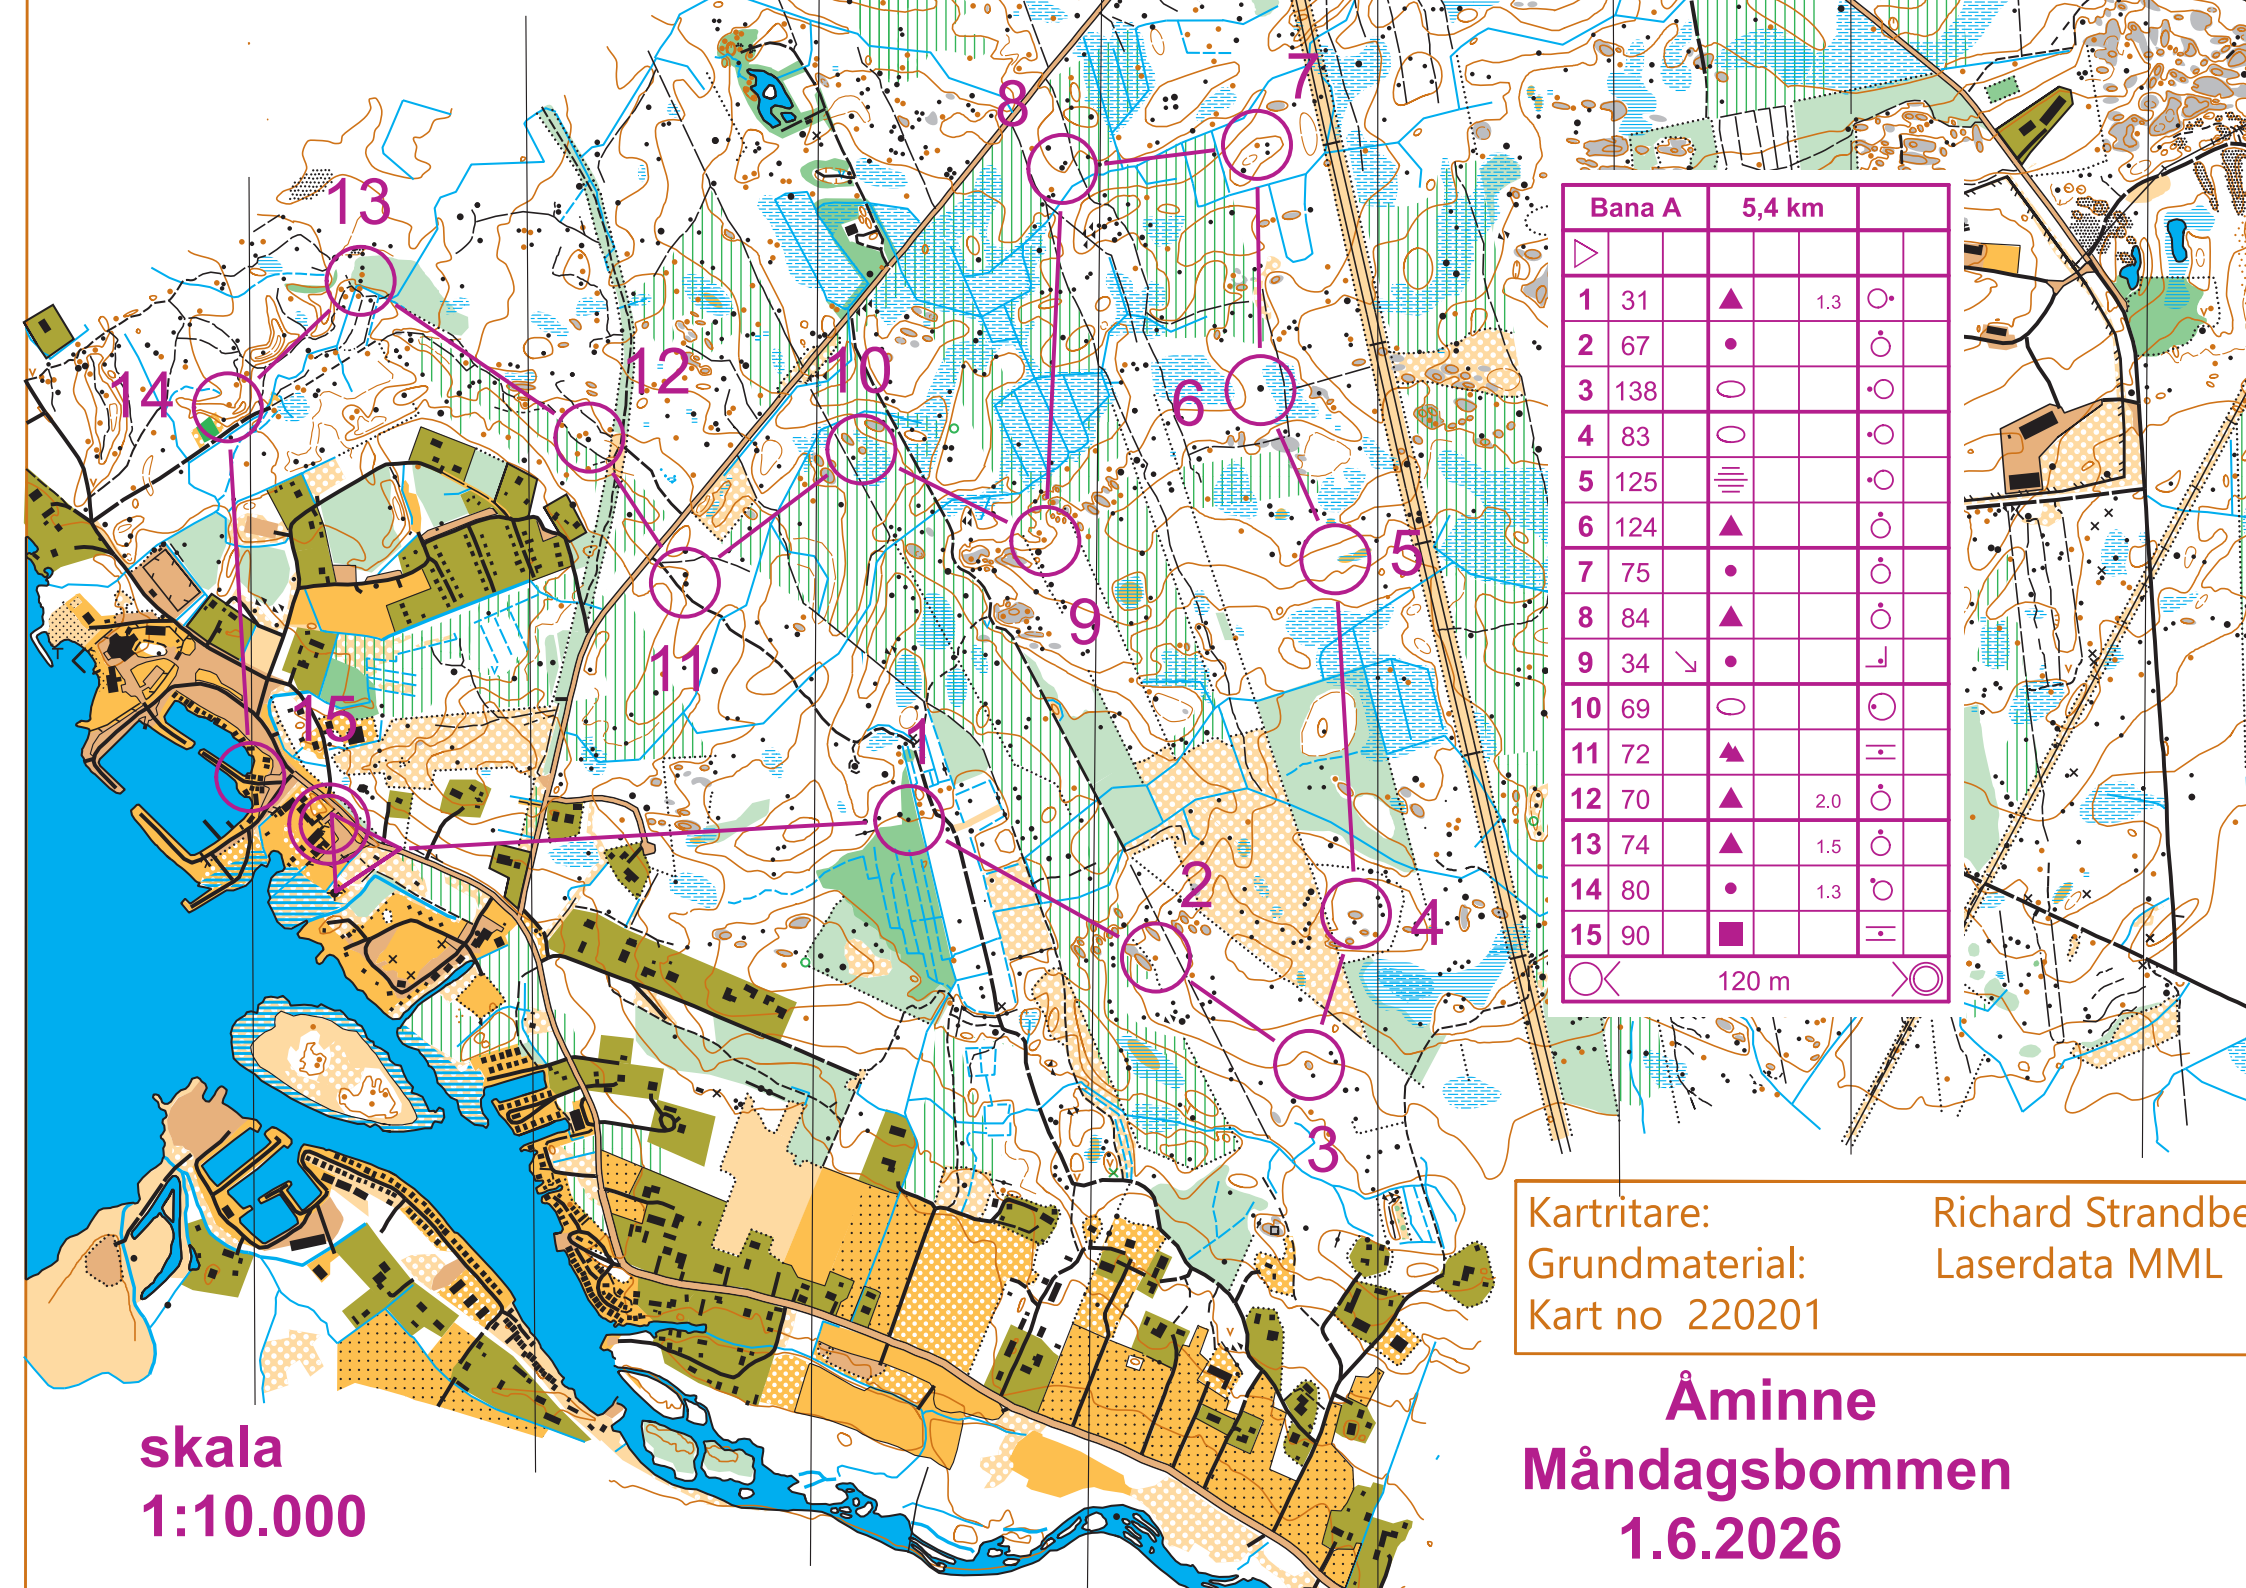 Bana A 5,4 km
1 31 1.3
2 67
3 138
4 83
5 125
6 124
7 75
8 84
9 34
10 69
11 72
12 70 2.0
13 74 1.5
14 80 1.3
15 90
120 m
7
8
13
12
10
14
6
5
9
11
15
1
2
4
3
Kartritare: Richard Strandbe
Grundmaterial: Laserdata MML
Kart no 220201
skala
1:10.000
Åminne
Måndagsbommen
1.6.2026